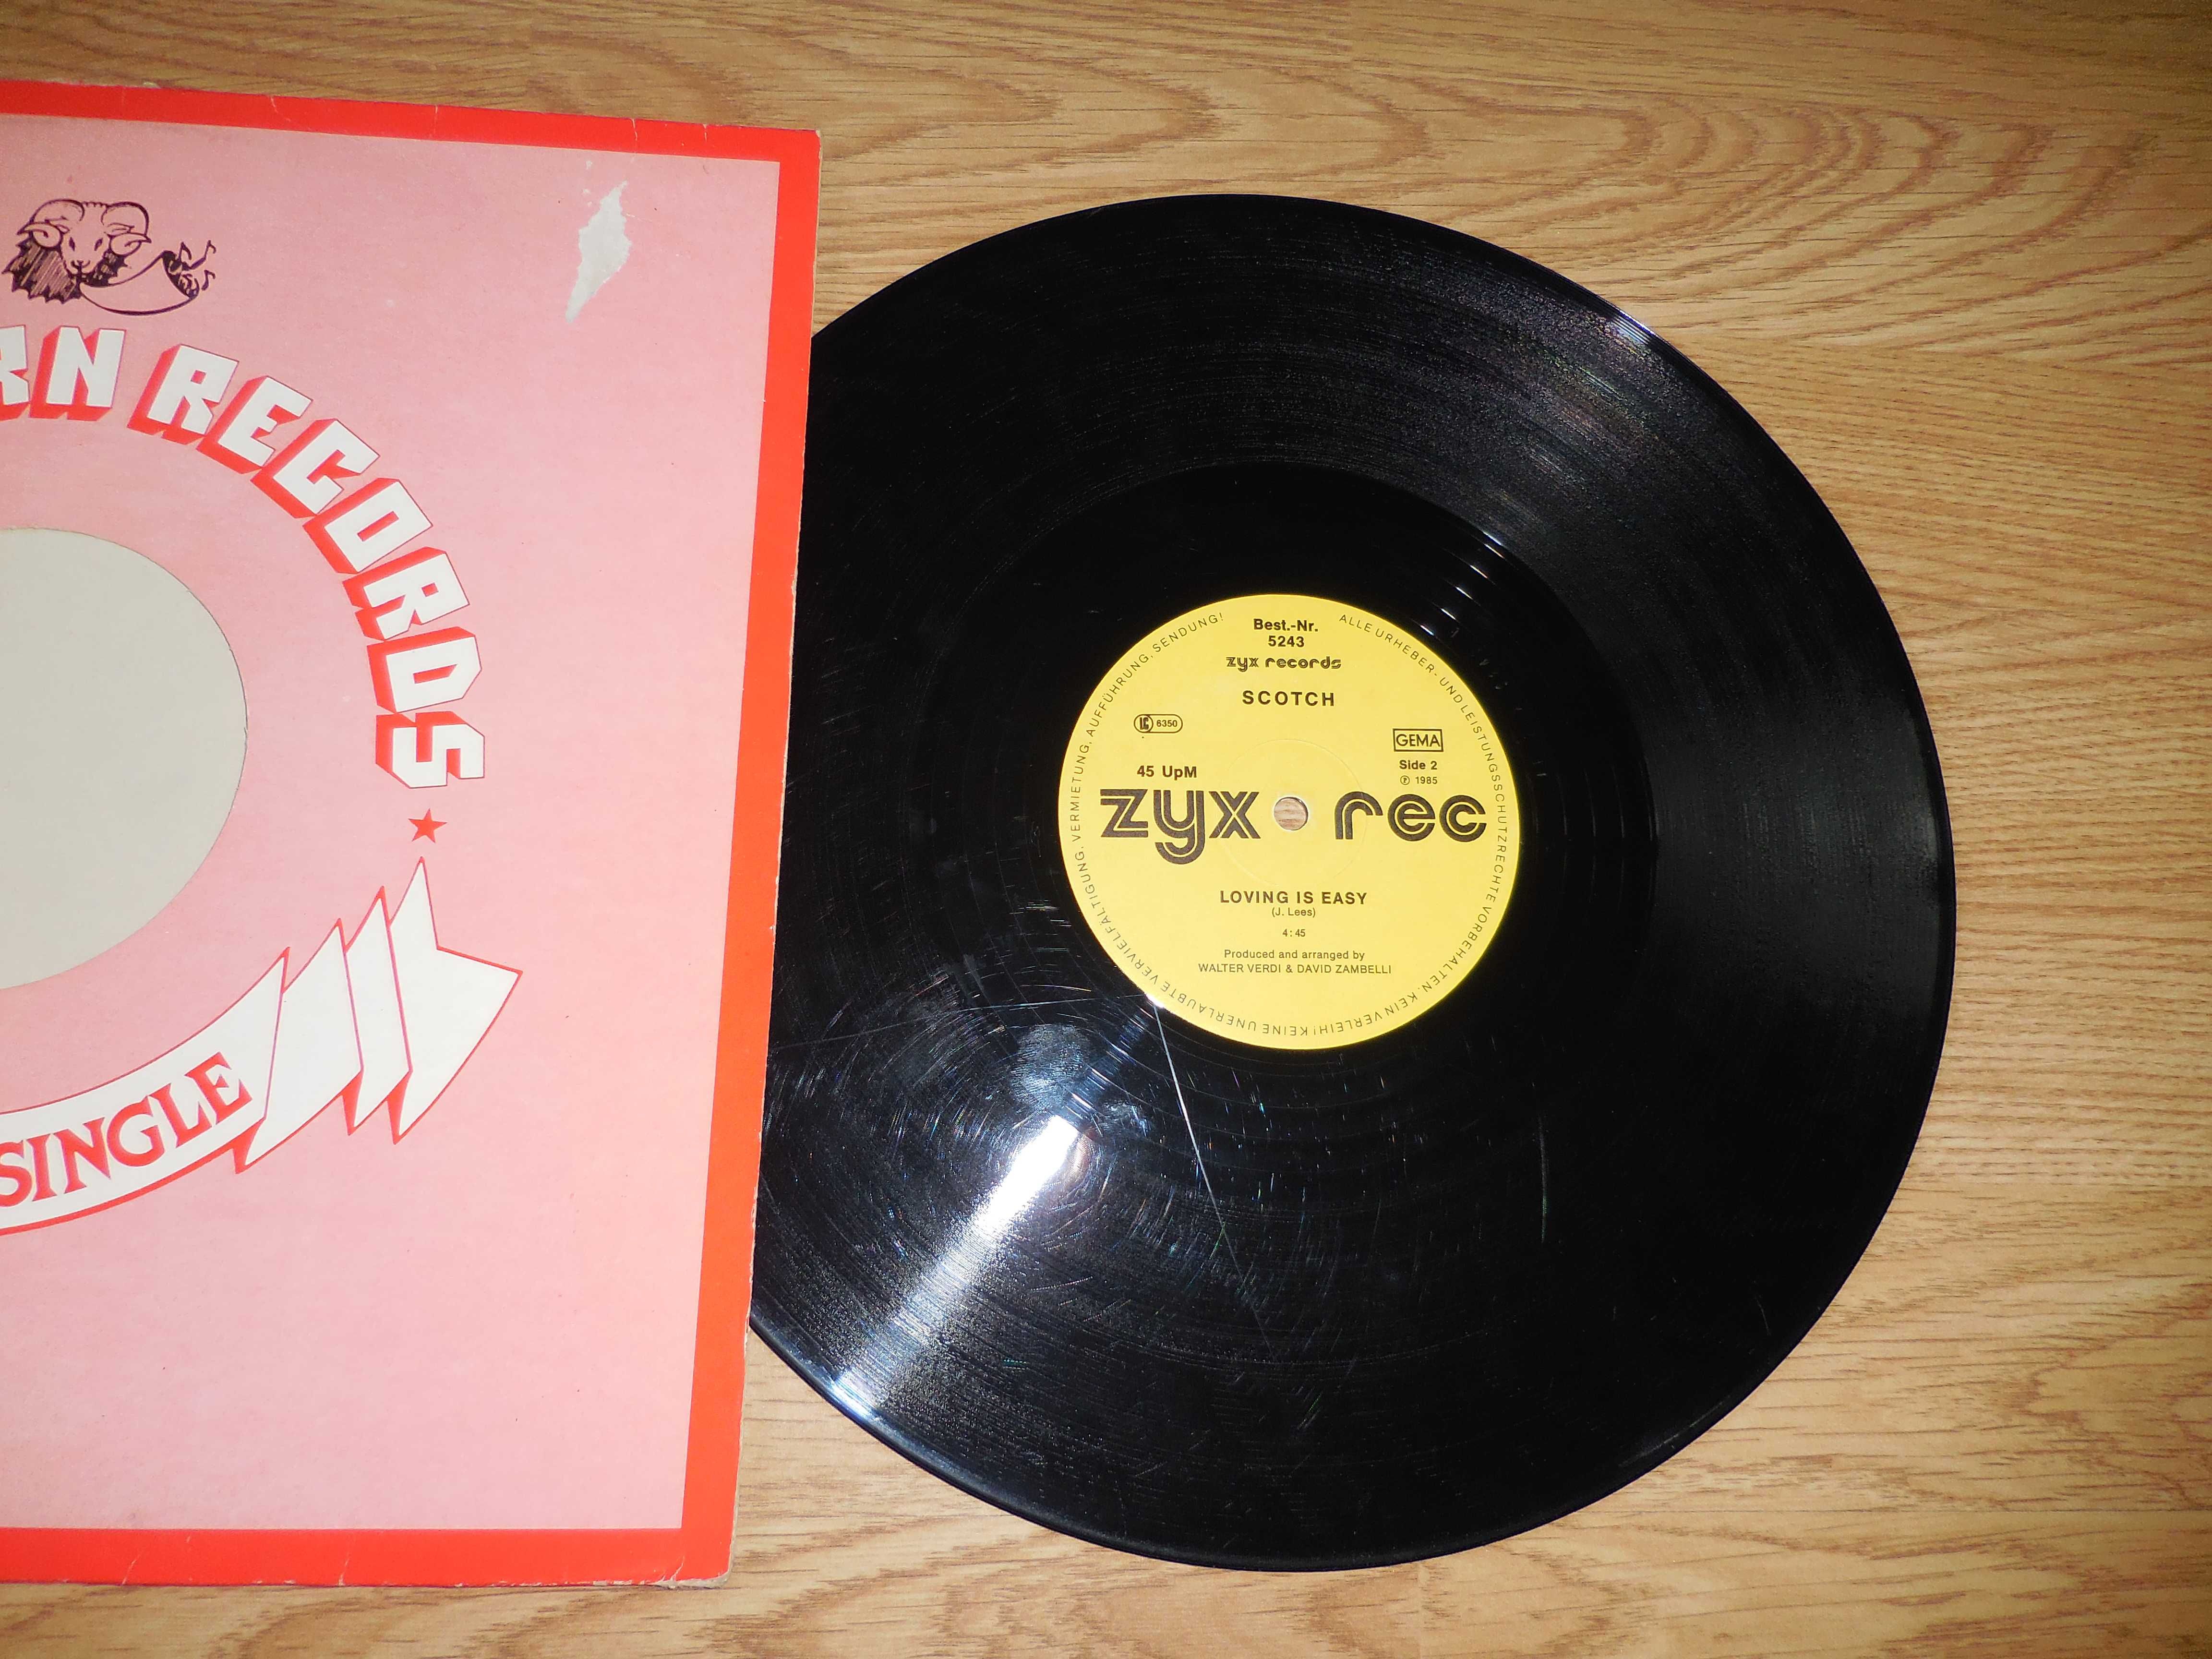 RN RECORDS
SINGLE
Best.-Nr.
5243
zyx records
SCOTCH
LC 6350
GEMA
45 UpM
Side 2
Ⓟ 1985
zyx rec
LOVING IS EASY
(J. Lees)
4:45
Produced and arranged by
WALTER VERDI & DAVID ZAMBELLI
ALLE URHEBER- UND LEISTUNGSSCHUTZRECHTE VORBEHALTEN. KEIN VERLEIH! KEINE UNERLAUBTE VERVIELFÄLTIGUNG, VERMIETUNG, AUFFÜHRUNG, SENDUNG!